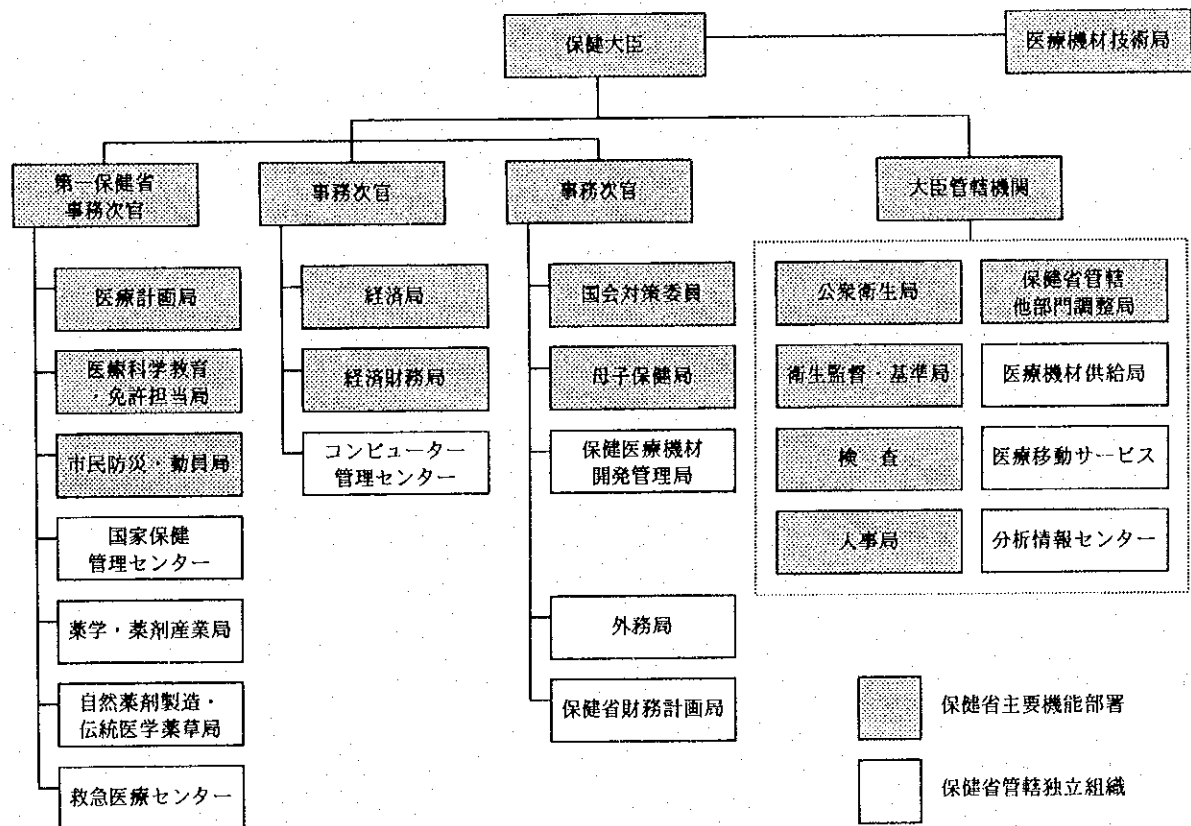 保健大臣
医療機材技術局
第一保健省
事務次官
事務次官
事務次官
大臣管轄機関
医療計画局
医療科学教育
・免許担当局
市民防災・動員局
国家保健
管理センター
薬学・薬剤産業局
自然薬剤製造・
伝統医学薬草局
救急医療センター
経済局
経済財務局
コンピューター
管理センター
国会対策委員
母子保健局
保健医療機材
開発管理局
外務局
保健省財務計画局
公衆衛生局
衛生監督・基準局
検 査
人事局
保健省管轄
他部門調整局
医療機材供給局
医療移動サービス
分析情報センター
保健省主要機能部署
保健省管轄独立組織